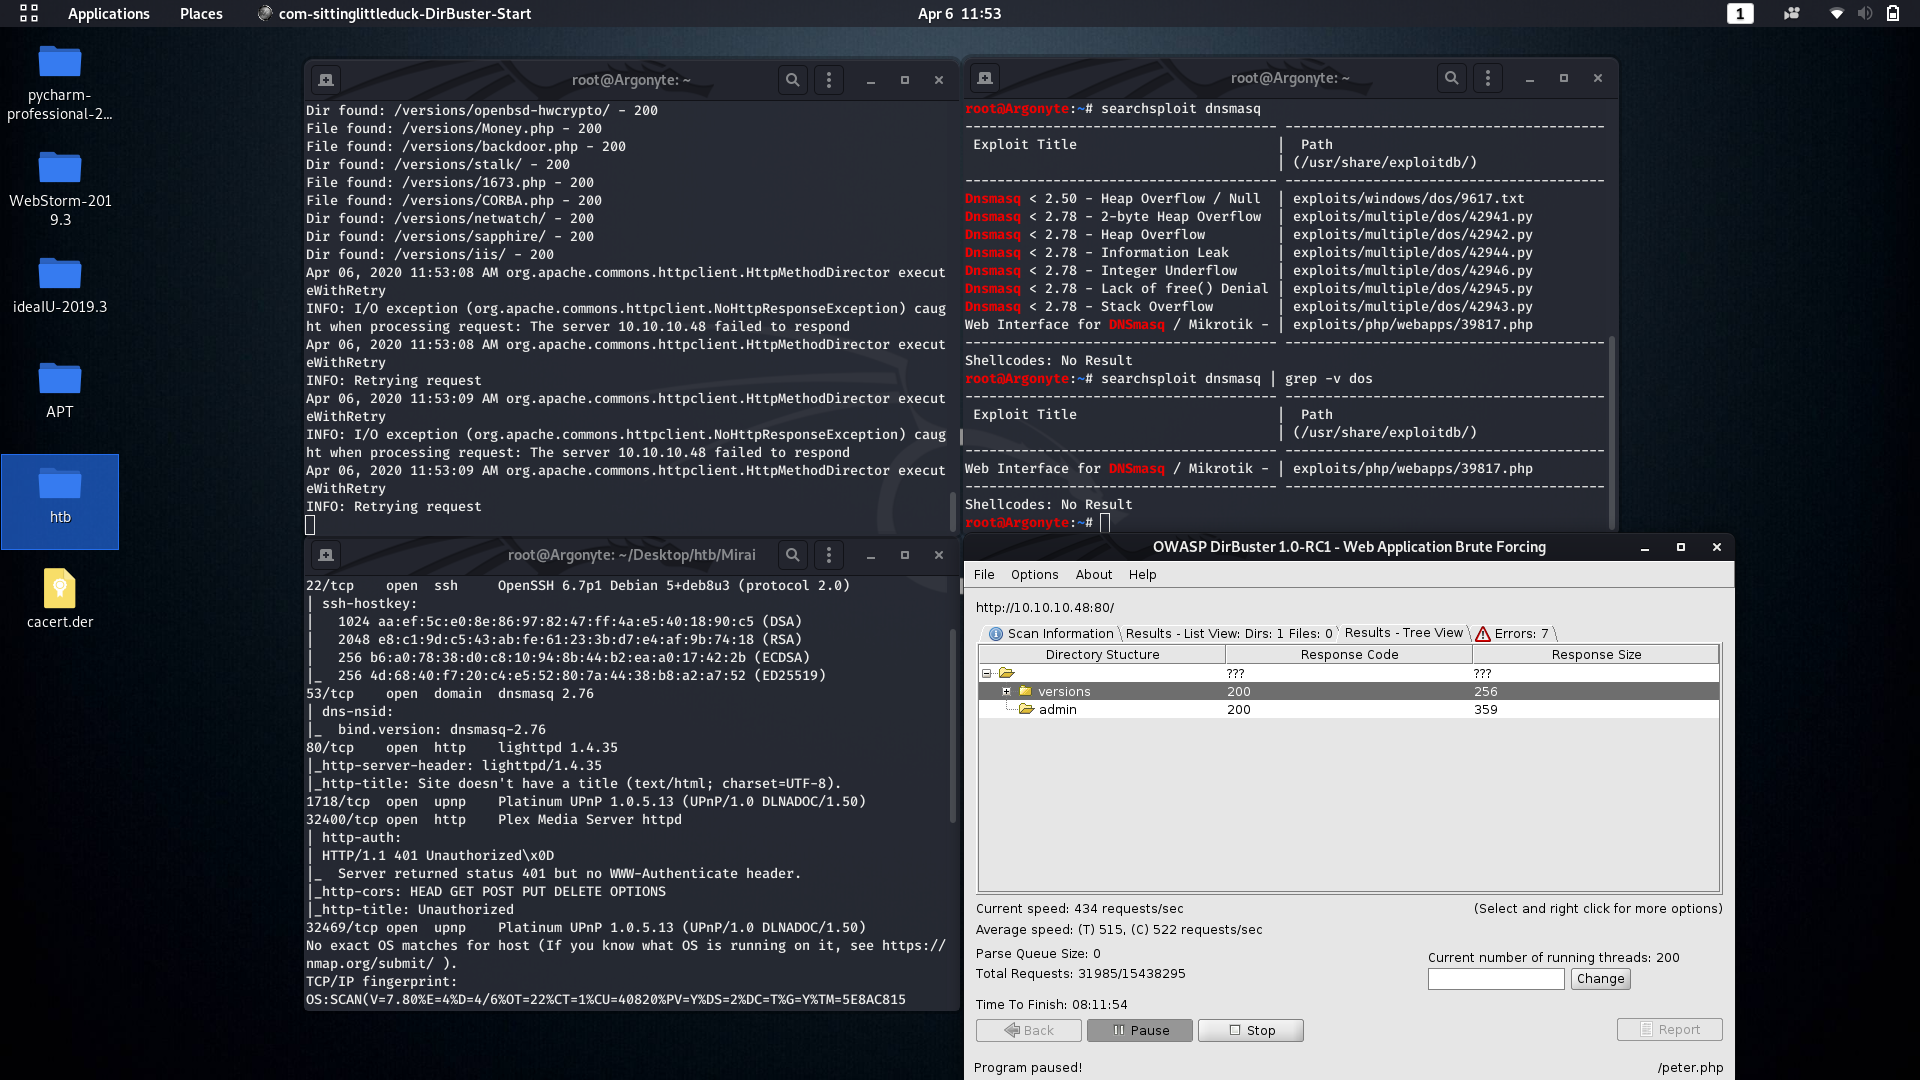 Applications Places com-sittinglittleduck-DirBuster-Start Apr 6 11:53 1
pycharm-
professional-2...
WebStorm-201
9.3
ideaIU-2019.3
APT
htb
cacert.der
root@Argonyte: ~
Dir found: /versions/openbsd-hwcrypto/ - 200
File found: /versions/Money.php - 200
File found: /versions/backdoor.php - 200
Dir found: /versions/stalk/ - 200
File found: /versions/1673.php - 200
File found: /versions/CORBA.php - 200
Dir found: /versions/netwatch/ - 200
Dir found: /versions/sapphire/ - 200
Dir found: /versions/iis/ - 200
Apr 06, 2020 11:53:08 AM org.apache.commons.httpclient.HttpMethodDirector execut
eWithRetry
INFO: I/O exception (org.apache.commons.httpclient.NoHttpResponseException) caug
ht when processing request: The server 10.10.10.48 failed to respond
Apr 06, 2020 11:53:08 AM org.apache.commons.httpclient.HttpMethodDirector execut
eWithRetry
INFO: Retrying request
Apr 06, 2020 11:53:09 AM org.apache.commons.httpclient.HttpMethodDirector execut
eWithRetry
INFO: I/O exception (org.apache.commons.httpclient.NoHttpResponseException) caug
ht when processing request: The server 10.10.10.48 failed to respond
Apr 06, 2020 11:53:09 AM org.apache.commons.httpclient.HttpMethodDirector execut
eWithRetry
INFO: Retrying request
root@Argonyte: ~
root@Argonyte:~# searchsploit dnsmasq
--------------------------------------- ----------------------------------------
 Exploit Title                         |  Path
                                       | (/usr/share/exploitdb/)
--------------------------------------- ----------------------------------------
Dnsmasq < 2.50 - Heap Overflow / Null  | exploits/windows/dos/9617.txt
Dnsmasq < 2.78 - 2-byte Heap Overflow  | exploits/multiple/dos/42941.py
Dnsmasq < 2.78 - Heap Overflow         | exploits/multiple/dos/42942.py
Dnsmasq < 2.78 - Information Leak      | exploits/multiple/dos/42944.py
Dnsmasq < 2.78 - Integer Underflow     | exploits/multiple/dos/42946.py
Dnsmasq < 2.78 - Lack of free() Denial | exploits/multiple/dos/42945.py
Dnsmasq < 2.78 - Stack Overflow        | exploits/multiple/dos/42943.py
Web Interface for DNSmasq / Mikrotik - | exploits/php/webapps/39817.php
--------------------------------------- ----------------------------------------
Shellcodes: No Result
root@Argonyte:~# searchsploit dnsmasq | grep -v dos
--------------------------------------- ----------------------------------------
 Exploit Title                         |  Path
                                       | (/usr/share/exploitdb/)
--------------------------------------- ----------------------------------------
Web Interface for DNSmasq / Mikrotik - | exploits/php/webapps/39817.php
--------------------------------------- ----------------------------------------
Shellcodes: No Result
root@Argonyte:~#
root@Argonyte: ~/Desktop/htb/Mirai
22/tcp    open  ssh     OpenSSH 6.7p1 Debian 5+deb8u3 (protocol 2.0)
| ssh-hostkey:
|   1024 aa:ef:5c:e0:8e:86:97:82:47:ff:4a:e5:40:18:90:c5 (DSA)
|   2048 e8:c1:9d:c5:43:ab:fe:61:23:3b:d7:e4:af:9b:74:18 (RSA)
|   256 b6:a0:78:38:d0:c8:10:94:8b:44:b2:ea:a0:17:42:2b (ECDSA)
|_  256 4d:68:40:f7:20:c4:e5:52:80:7a:44:38:b8:a2:a7:52 (ED25519)
53/tcp    open  domain  dnsmasq 2.76
| dns-nsid:
|_  bind.version: dnsmasq-2.76
80/tcp    open  http    lighttpd 1.4.35
|_http-server-header: lighttpd/1.4.35
|_http-title: Site doesn't have a title (text/html; charset=UTF-8).
1718/tcp  open  upnp    Platinum UPnP 1.0.5.13 (UPnP/1.0 DLNADOC/1.50)
32400/tcp open  http    Plex Media Server httpd
| http-auth:
| HTTP/1.1 401 Unauthorized\x0D
|_  Server returned status 401 but no WWW-Authenticate header.
|_http-cors: HEAD GET POST PUT DELETE OPTIONS
|_http-title: Unauthorized
32469/tcp open  upnp    Platinum UPnP 1.0.5.13 (UPnP/1.0 DLNADOC/1.50)
No exact OS matches for host (If you know what OS is running on it, see https://
nmap.org/submit/ ).
TCP/IP fingerprint:
OS:SCAN(V=7.80%E=4%D=4/6%OT=22%CT=1%CU=40820%PV=Y%DS=2%DC=T%G=Y%TM=5E8AC815
OWASP DirBuster 1.0-RC1 - Web Application Brute Forcing
File Options About Help
http://10.10.10.48:80/
Scan Information Results - List View: Dirs: 1 Files: 0 Results - Tree View Errors: 7
Directory Stucture Response Code Response Size
??? ???
versions 200 256
admin 200 359
Current speed: 434 requests/sec (Select and right click for more options)
Average speed: (T) 515, (C) 522 requests/sec
Parse Queue Size: 0
Current number of running threads: 200
Total Requests: 31985/15438295
Change
Time To Finish: 08:11:54
Back Pause Stop Report
Program paused! /peter.php